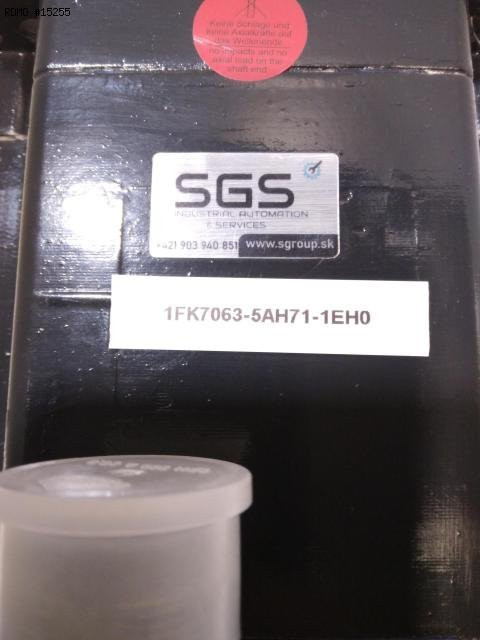 ROMO #15255
Keine Schläge und
keine Axialkräfte auf
das Wellenende
no impacts and no
axial load on the
shaft end
SGS
INDUSTRIAL AUTOMATION
& SERVICES
+421 903 940 851 www.sgroup.sk
1FK7063-5AH71-1EH0